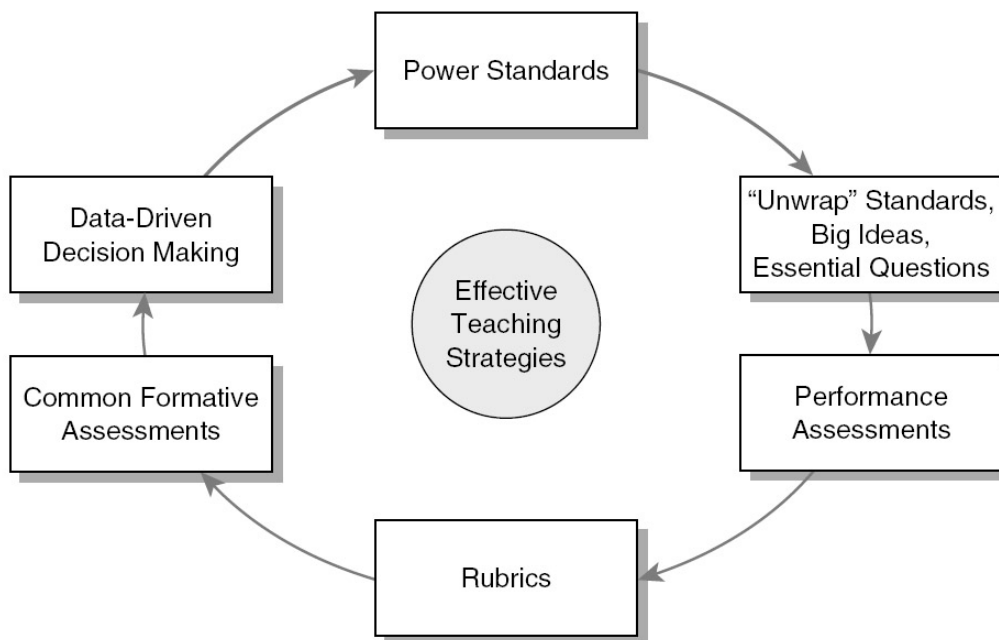 Power Standards
“Unwrap” Standards,
Big Ideas,
Essential Questions
Performance
Assessments
Rubrics
Common Formative
Assessments
Data-Driven
Decision Making
Effective
Teaching
Strategies